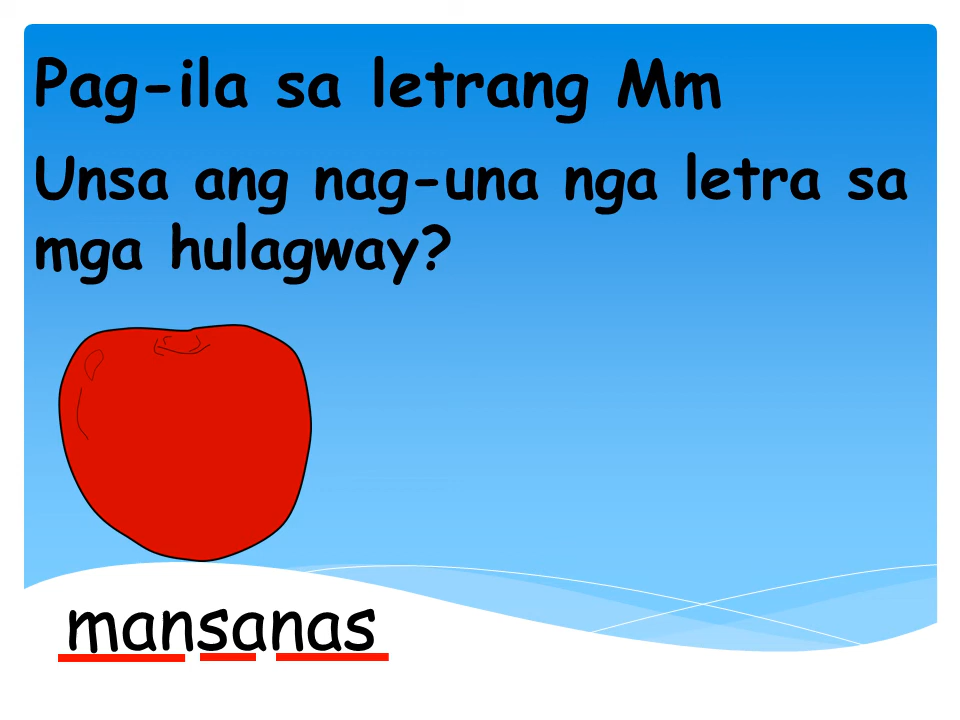 Pag-ila sa letrang Mm
Unsa ang nag-una nga letra sa
mga hulagway?
mansanas